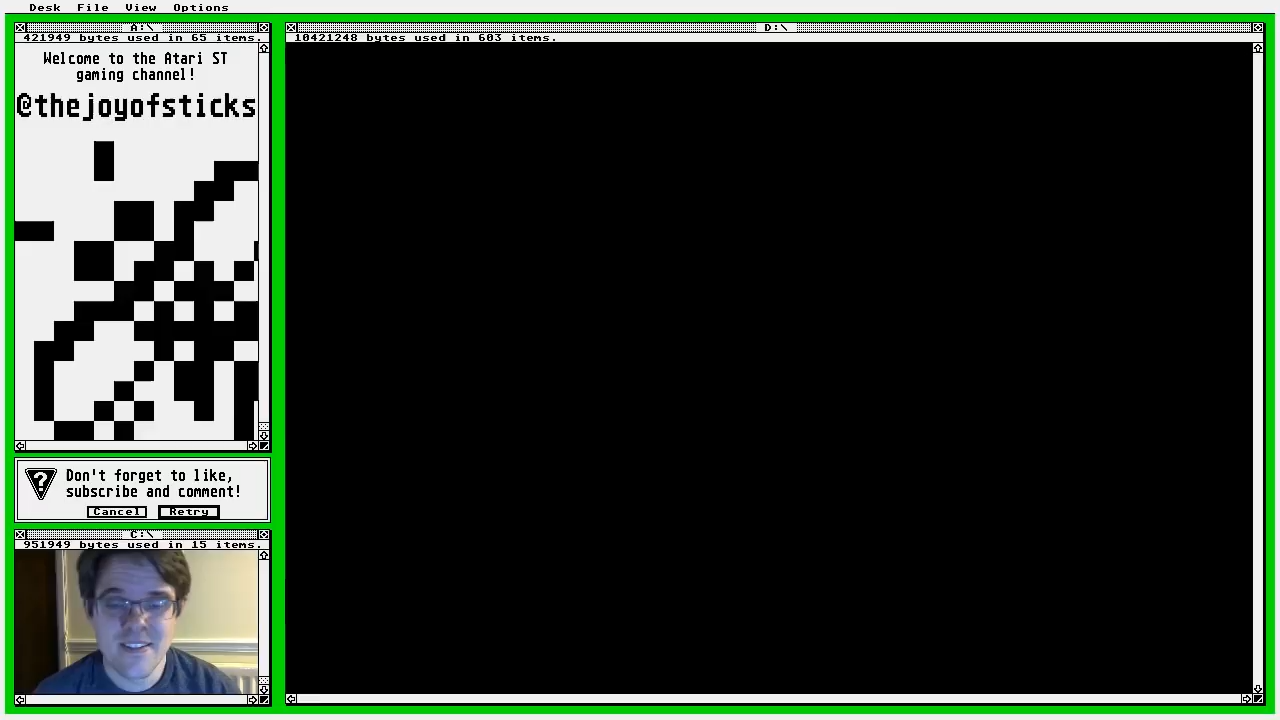 Desk File View Options
A:\
421949 bytes used in 65 items.
Welcome to the Atari ST
gaming channel!
@thejoyofsticks
Don't forget to like,
subscribe and comment!
Cancel Retry
C:\
951949 bytes used in 15 items.
D:\
10421248 bytes used in 603 items.